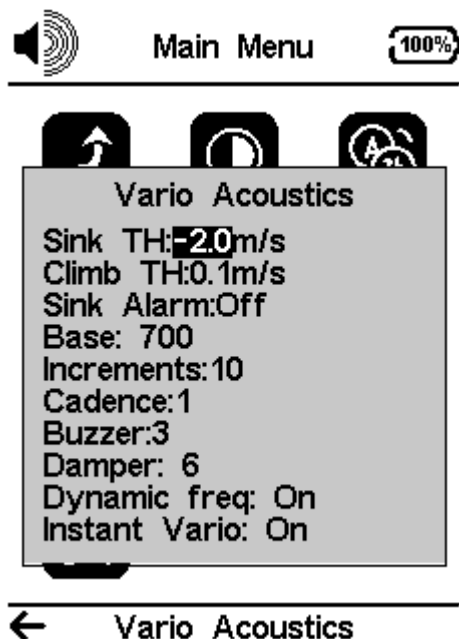 Main Menu
100%
Vario Acoustics
Sink TH:-2.0m/s
Climb TH:0.1m/s
Sink Alarm:Off
Base: 700
Increments:10
Cadence:1
Buzzer:3
Damper: 6
Dynamic freq: On
Instant Vario: On
Vario Acoustics